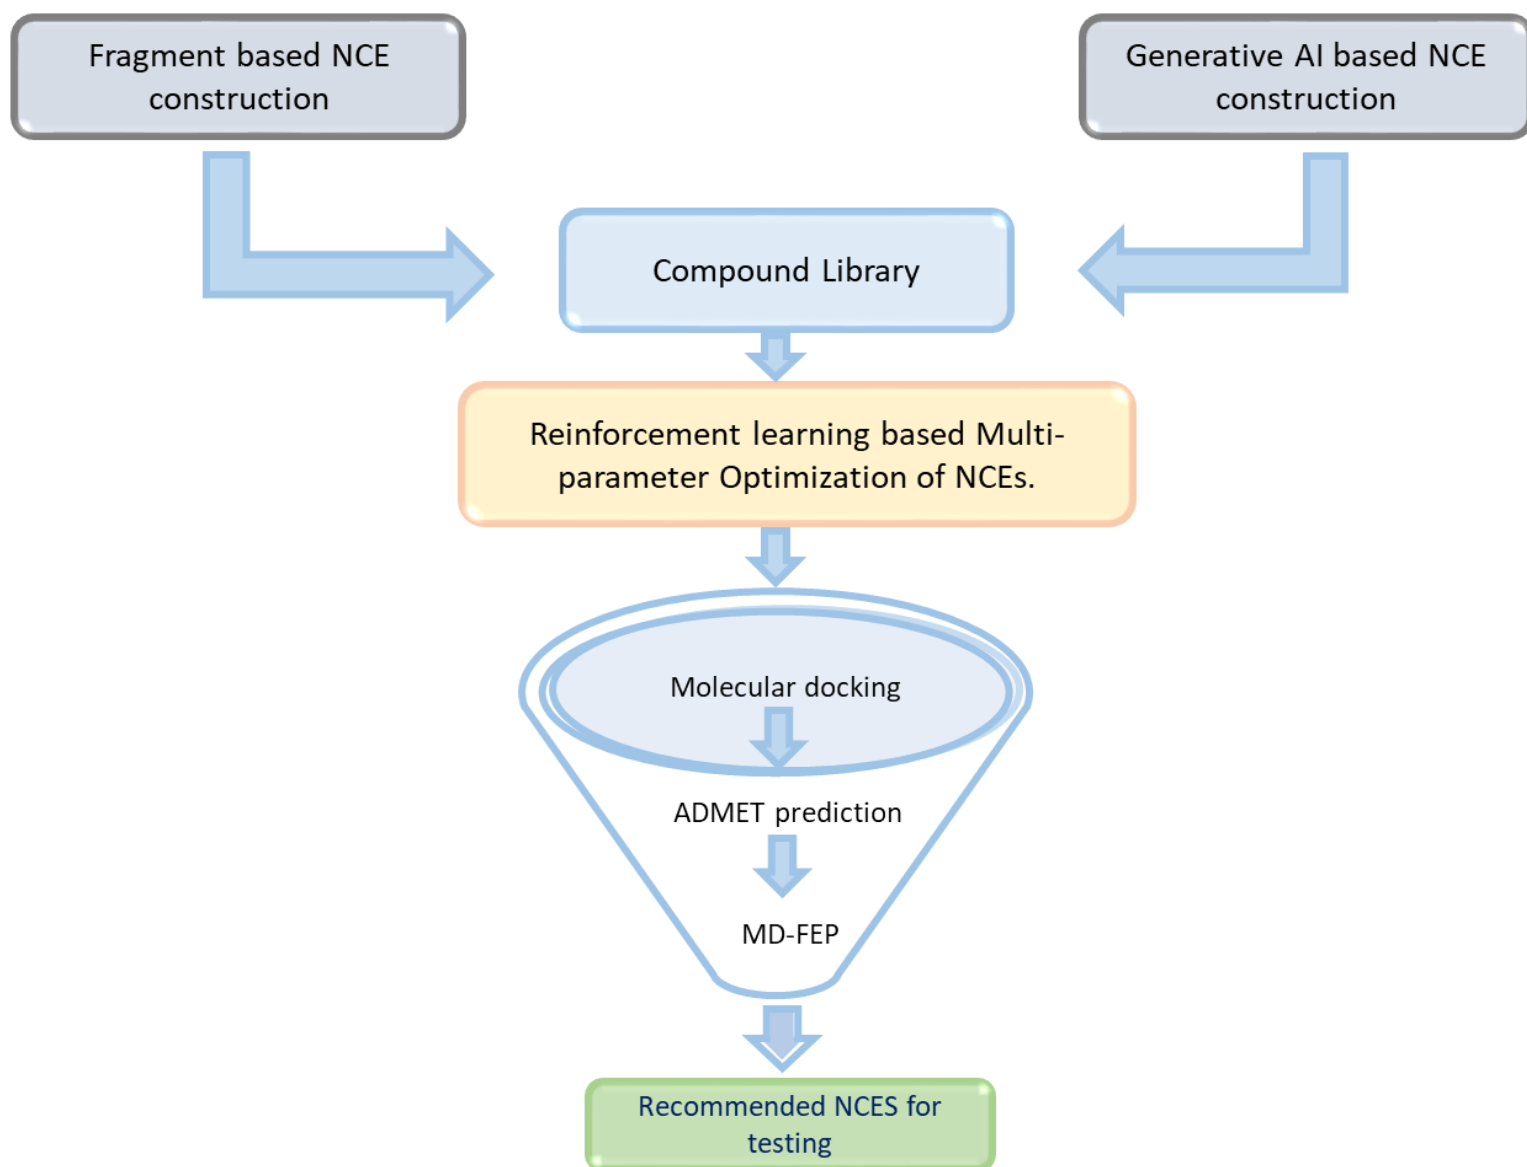 Fragment based NCE
construction
Generative AI based NCE
construction
Compound Library
Reinforcement learning based Multi-
parameter Optimization of NCEs.
Molecular docking
ADMET prediction
MD-FEP
Recommended NCES for
testing